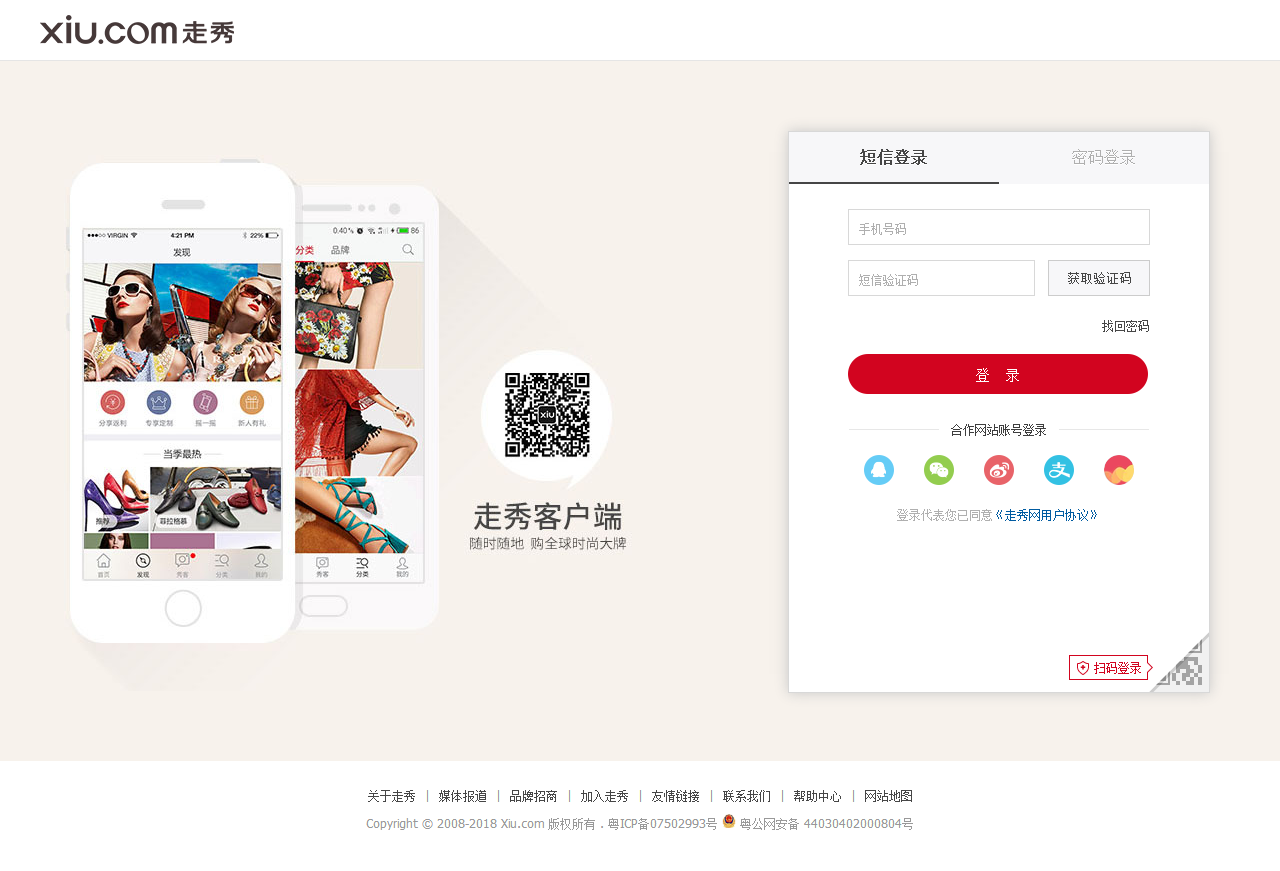 xiu.com 走秀
短信登录 密码登录
手机号码
短信验证码 获取验证码
找回密码
登 录
合作网站账号登录
登录代表您已同意《走秀网用户协议》
扫码登录
VIRGIN 4:21 PM 22%
发现
分享返利 专享定制 摇一摇 新人有礼
当季最热
推荐 菲拉格慕
首页 发现 秀客 分类 我的
0.40% 86
分类 品牌
秀客 分类 我的
xiu
走秀客户端
随时随地 购全球时尚大牌
关于走秀 | 媒体报道 | 品牌招商 | 加入走秀 | 友情链接 | 联系我们 | 帮助中心 | 网站地图
Copyright © 2008-2018 Xiu.com 版权所有 . 粤ICP备07502993号 粤公网安备 44030402000804号